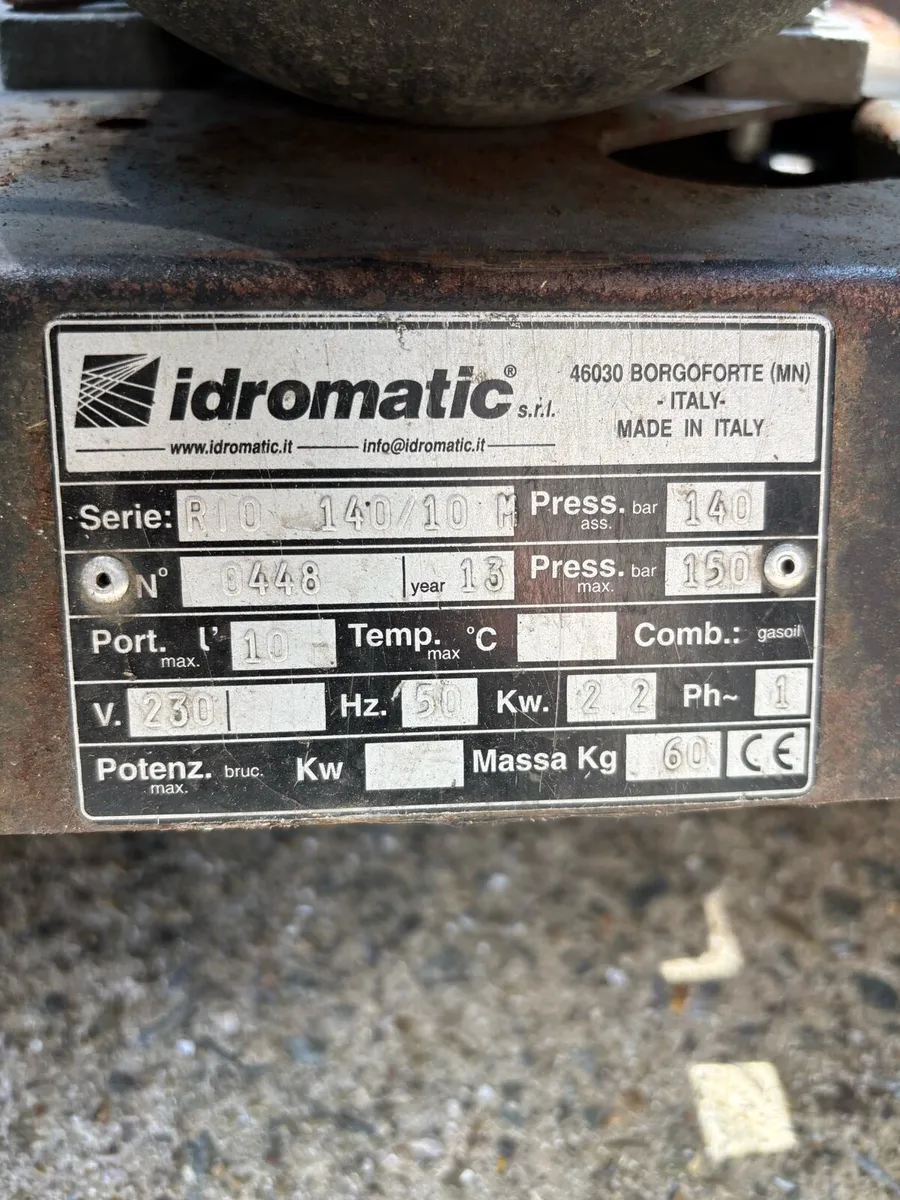 idromatic® s.r.l.
www.idromatic.it info@idromatic.it
46030 BORGOFORTE (MN)
- ITALY-
MADE IN ITALY
Serie: RIO 140/10 M Press. ass. bar 140
N° 0448 year 13 Press. max. bar 150
Port. max. l' 10 Temp. max °C Comb.: gasoil
V. 230 Hz. 50 Kw. 2 2 Ph~ 1
Potenz. max. bruc. Kw Massa Kg 60 CE